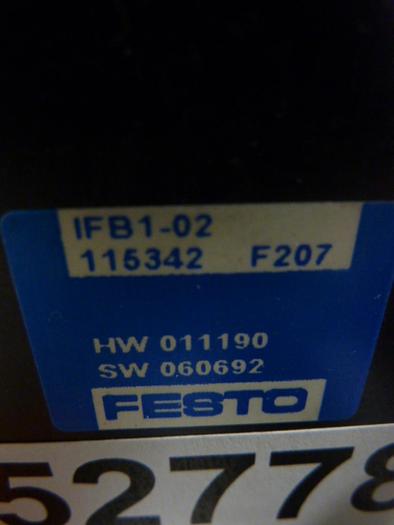 IFB1-02
115342 F207
HW 011190
SW 060692
FESTO
52778